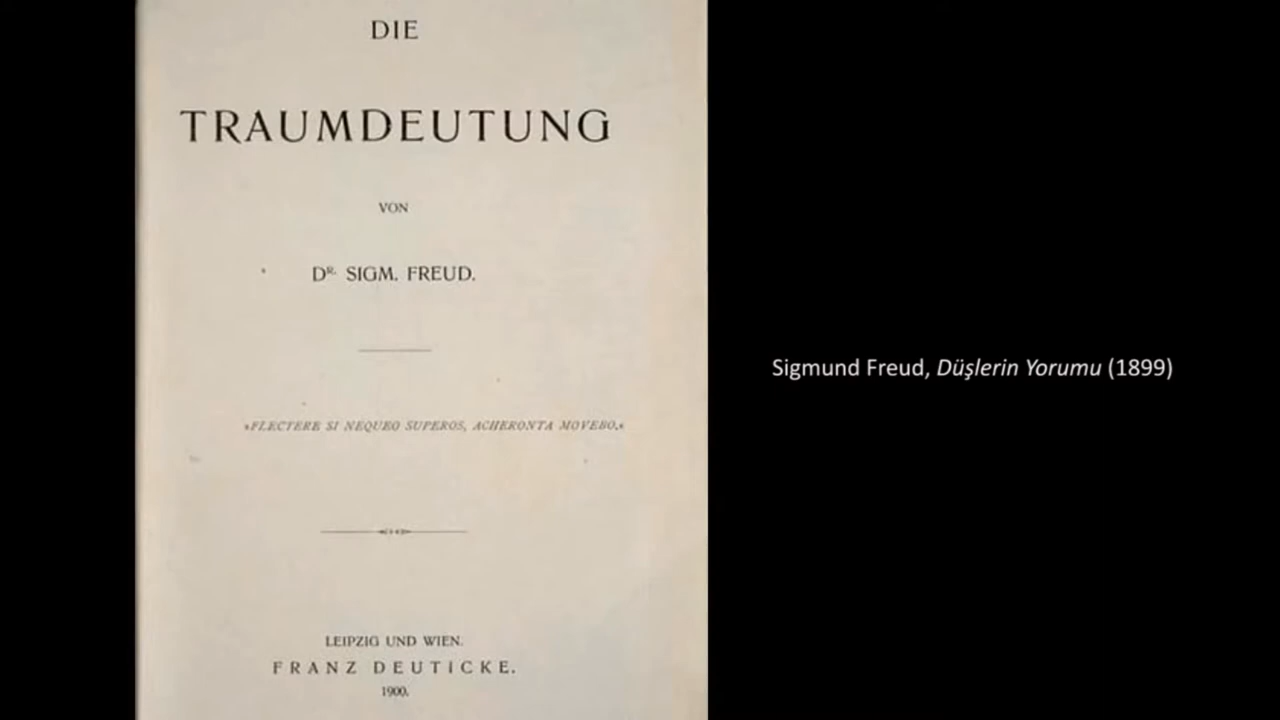 DIE
TRAUMDEUTUNG
VON
DR. SIGM. FREUD.
»FLECTERE SI NEQUEO SUPEROS, ACHERONTA MOVEBO.«
LEIPZIG UND WIEN.
FRANZ DEUTICKE.
1900.
Sigmund Freud, Düşlerin Yorumu (1899)